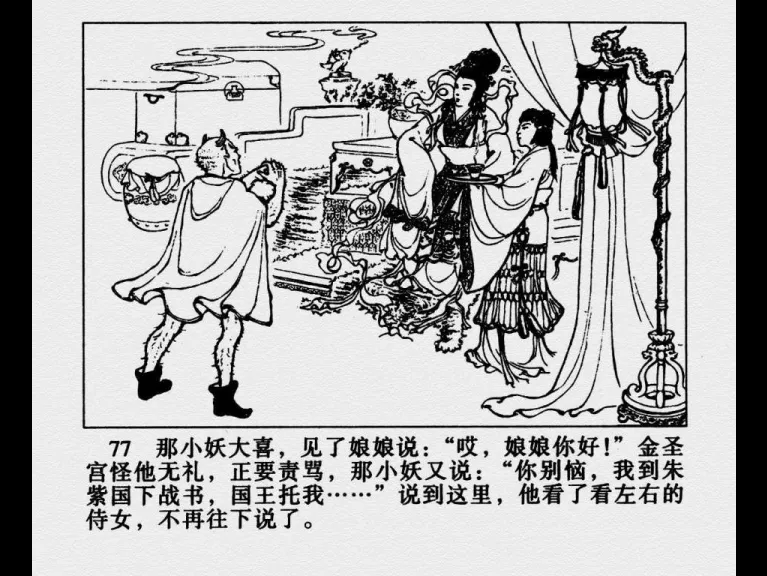 77 那小妖大喜，见了娘娘说：“哎，娘娘你好！”金圣
宫怪他无礼，正要责骂，那小妖又说：“你别恼，我到朱
紫国下战书，国王托我……”说到这里，他看了看左右的
侍女，不再往下说了。